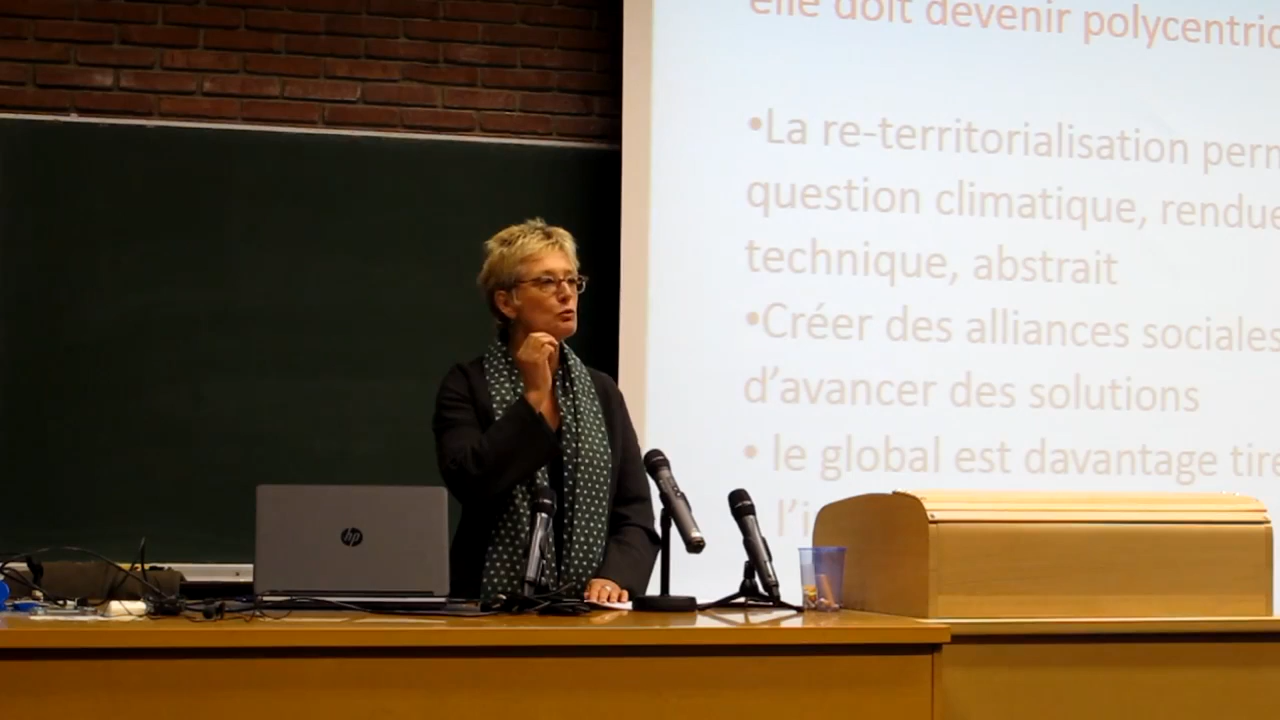 elle doit devenir polycentric
•La re-territorialisation perm
question climatique, rendue
technique, abstrait
•Créer des alliances sociales
d’avancer des solutions
• le global est davantage tire
l’i
hp